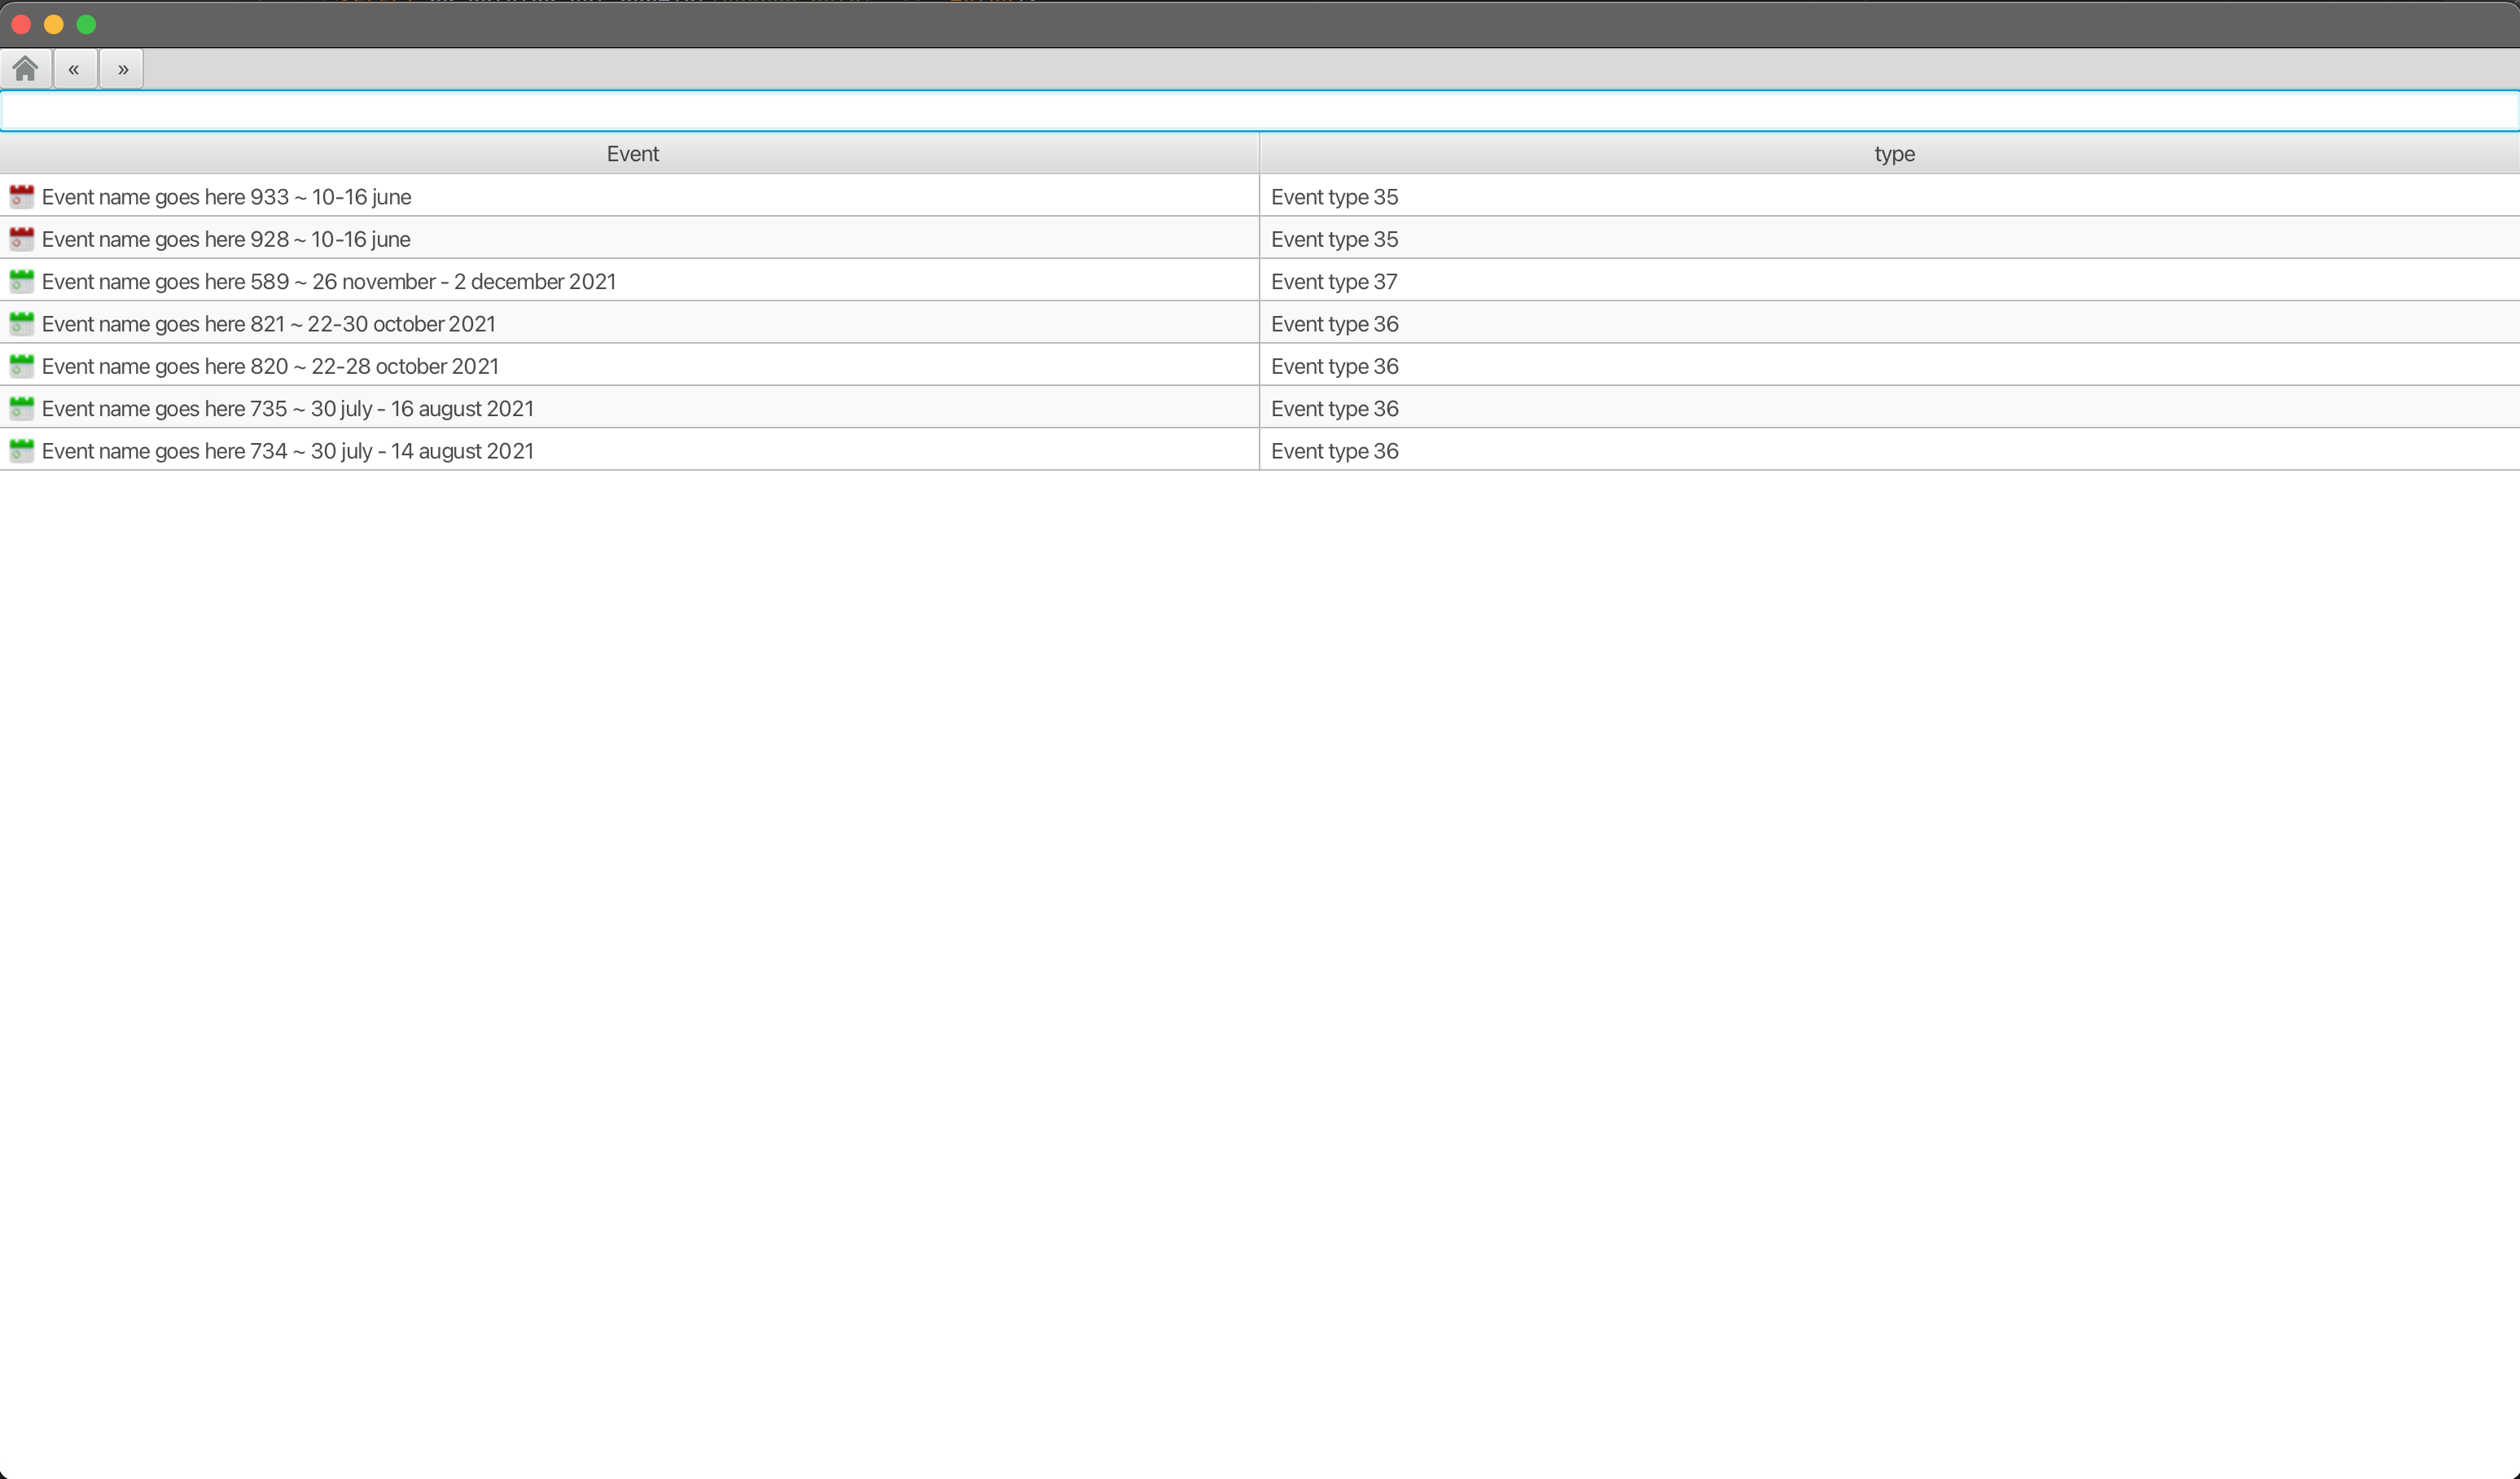 « »
Event type
Event name goes here 933 ~ 10-16 june Event type 35
Event name goes here 928 ~ 10-16 june Event type 35
Event name goes here 589 ~ 26 november - 2 december 2021 Event type 37
Event name goes here 821 ~ 22-30 october 2021 Event type 36
Event name goes here 820 ~ 22-28 october 2021 Event type 36
Event name goes here 735 ~ 30 july - 16 august 2021 Event type 36
Event name goes here 734 ~ 30 july - 14 august 2021 Event type 36